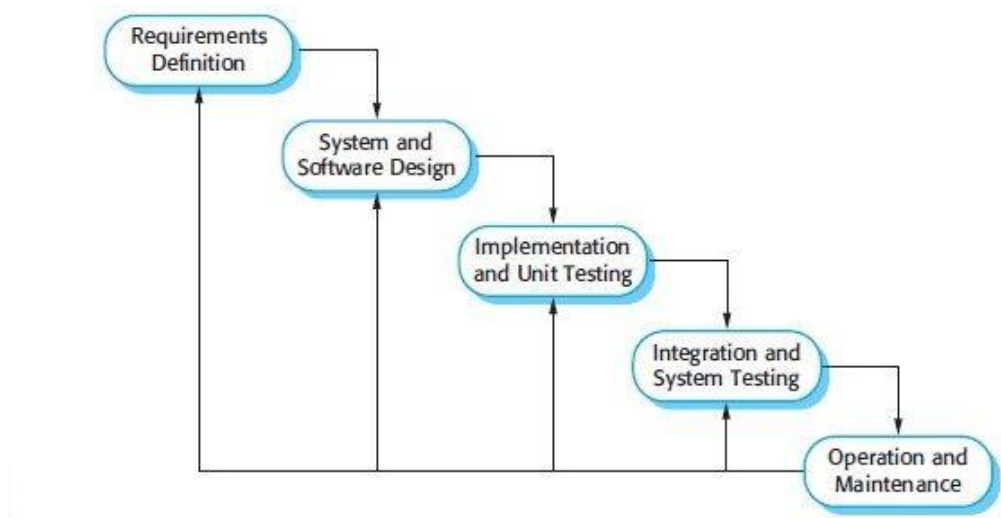 Requirements
Definition
System and
Software Design
Implementation
and Unit Testing
Integration and
System Testing
Operation and
Maintenance